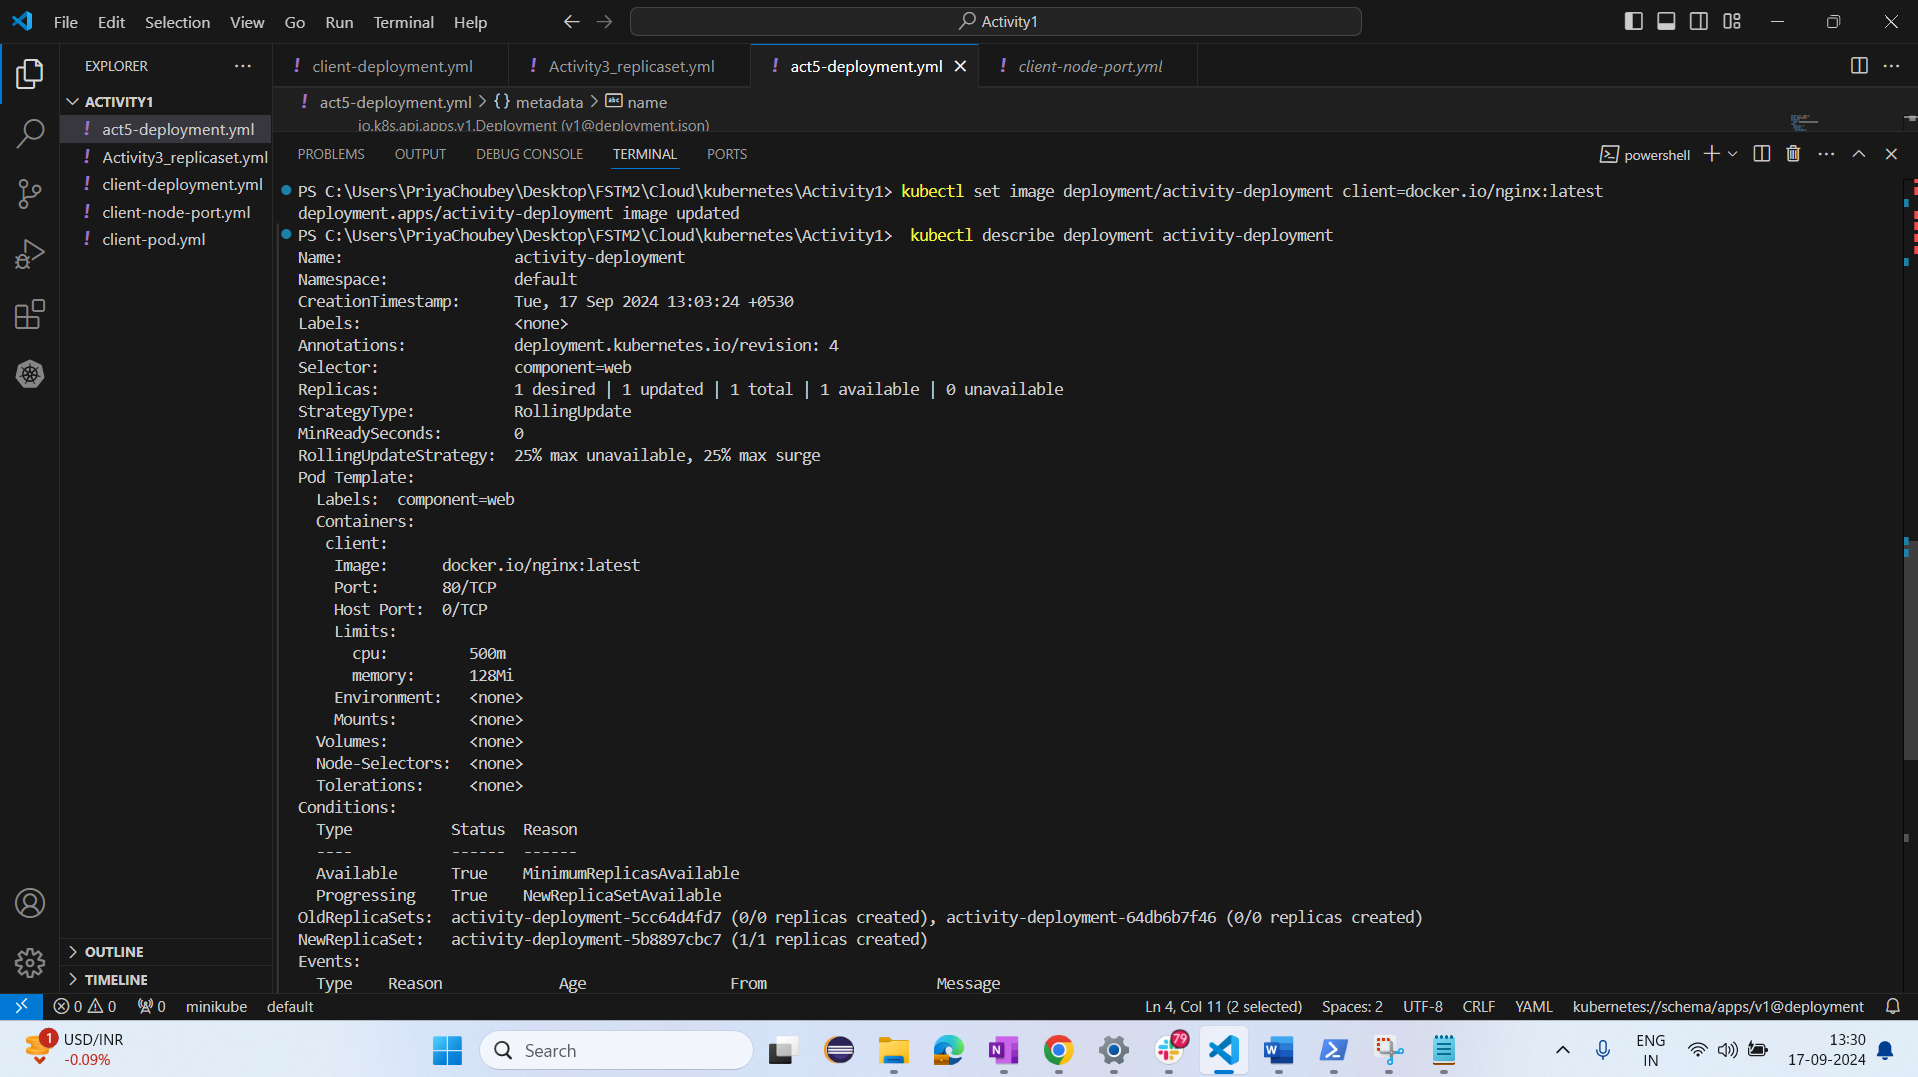 File Edit Selection View Go Run Terminal Help
Activity1
EXPLORER
client-deployment.yml
Activity3_replicaset.yml
act5-deployment.yml
client-node-port.yml
ACTIVITY1
act5-deployment.yml
Activity3_replicaset.yml
client-deployment.yml
client-node-port.yml
client-pod.yml
act5-deployment.yml > {} metadata > abc name
io.k8s.api.apps.v1.Deployment (v1@deployment.json)
PROBLEMS OUTPUT DEBUG CONSOLE TERMINAL PORTS
powershell
PS C:\Users\PriyaChoubey\Desktop\FSTM2\Cloud\kubernetes\Activity1> kubectl set image deployment/activity-deployment client=docker.io/nginx:latest
deployment.apps/activity-deployment image updated
PS C:\Users\PriyaChoubey\Desktop\FSTM2\Cloud\kubernetes\Activity1>  kubectl describe deployment activity-deployment
Name:                   activity-deployment
Namespace:              default
CreationTimestamp:      Tue, 17 Sep 2024 13:03:24 +0530
Labels:                 <none>
Annotations:            deployment.kubernetes.io/revision: 4
Selector:               component=web
Replicas:               1 desired | 1 updated | 1 total | 1 available | 0 unavailable
StrategyType:           RollingUpdate
MinReadySeconds:        0
RollingUpdateStrategy:  25% max unavailable, 25% max surge
Pod Template:
  Labels:  component=web
  Containers:
   client:
    Image:      docker.io/nginx:latest
    Port:       80/TCP
    Host Port:  0/TCP
    Limits:
      cpu:         500m
      memory:      128Mi
    Environment:   <none>
    Mounts:        <none>
  Volumes:         <none>
  Node-Selectors:  <none>
  Tolerations:     <none>
Conditions:
  Type           Status  Reason
  ----           ------  ------
  Available      True    MinimumReplicasAvailable
  Progressing    True    NewReplicaSetAvailable
OldReplicaSets:  activity-deployment-5cc64d4fd7 (0/0 replicas created), activity-deployment-64db6b7f46 (0/0 replicas created)
NewReplicaSet:   activity-deployment-5b8897cbc7 (1/1 replicas created)
Events:
  Type    Reason             Age                From                   Message
OUTLINE
TIMELINE
0 0 0 minikube default
Ln 4, Col 11 (2 selected) Spaces: 2 UTF-8 CRLF YAML kubernetes://schema/apps/v1@deployment
1 USD/INR
-0.09%
Search
79
ENG
IN
13:30
17-09-2024